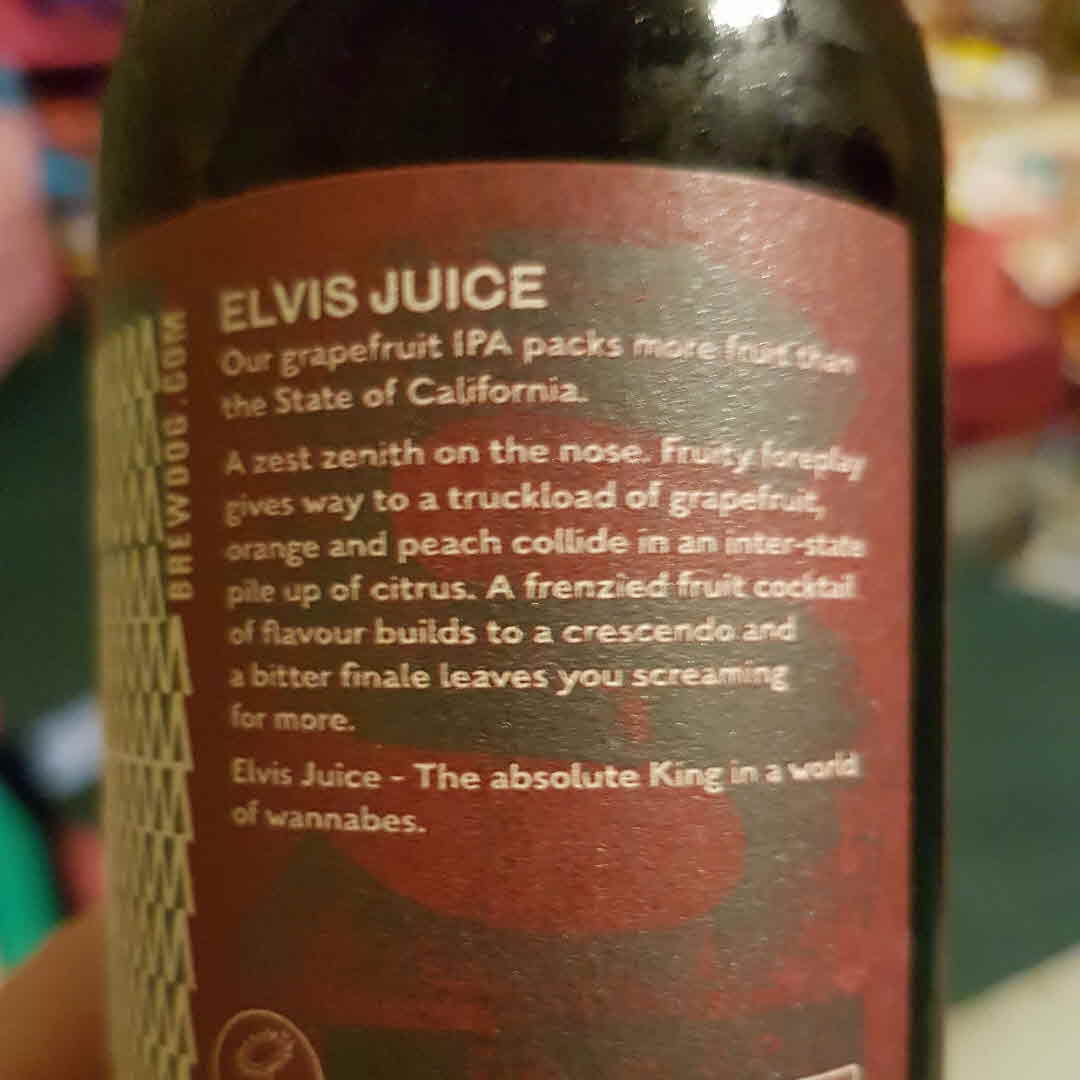 ELVIS JUICE
Our grapefruit IPA packs more fruit than
the State of California.
A zest zenith on the nose. Fruity foreplay
gives way to a truckload of grapefruit,
orange and peach collide in an inter-state
pile up of citrus. A frenzied fruit cocktail
of flavour builds to a crescendo and
a bitter finale leaves you screaming
for more.
Elvis Juice - The absolute King in a world
of wannabes.
BREWDOG.COM